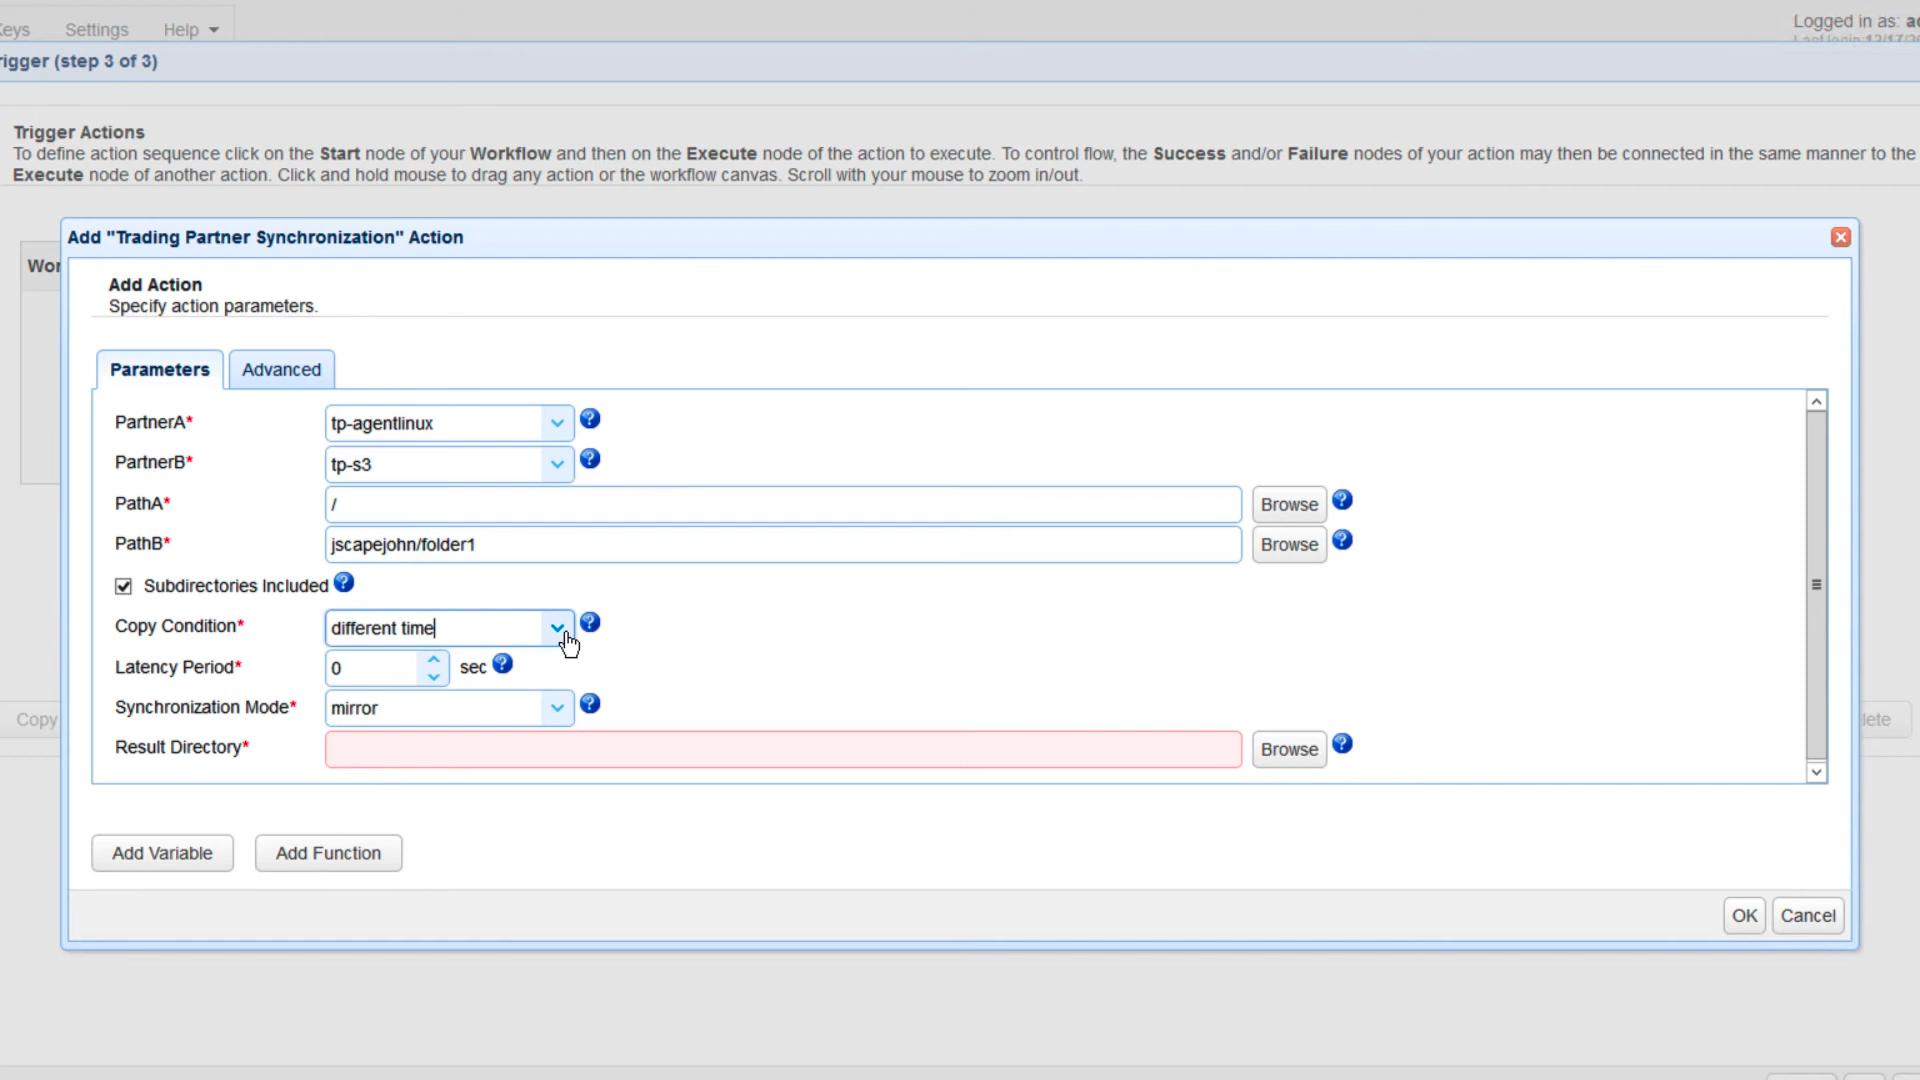 Keys Settings Help
Logged in as:
rigger (step 3 of 3)
Trigger Actions
To define action sequence click on the Start node of your Workflow and then on the Execute node of the action to execute. To control flow, the Success and/or Failure nodes of your action may then be connected in the same manner to the
Execute node of another action. Click and hold mouse to drag any action or the workflow canvas. Scroll with your mouse to zoom in/out.
Wor
Add "Trading Partner Synchronization" Action
Add Action
Specify action parameters.
Parameters Advanced
PartnerA* tp-agentlinux
PartnerB* tp-s3
PathA* / Browse
PathB* jscapejohn/folder1 Browse
Subdirectories Included
Copy Condition* different time
Latency Period* 0 sec
Synchronization Mode* mirror
Copy
lete
Result Directory* Browse
Add Variable Add Function
OK Cancel